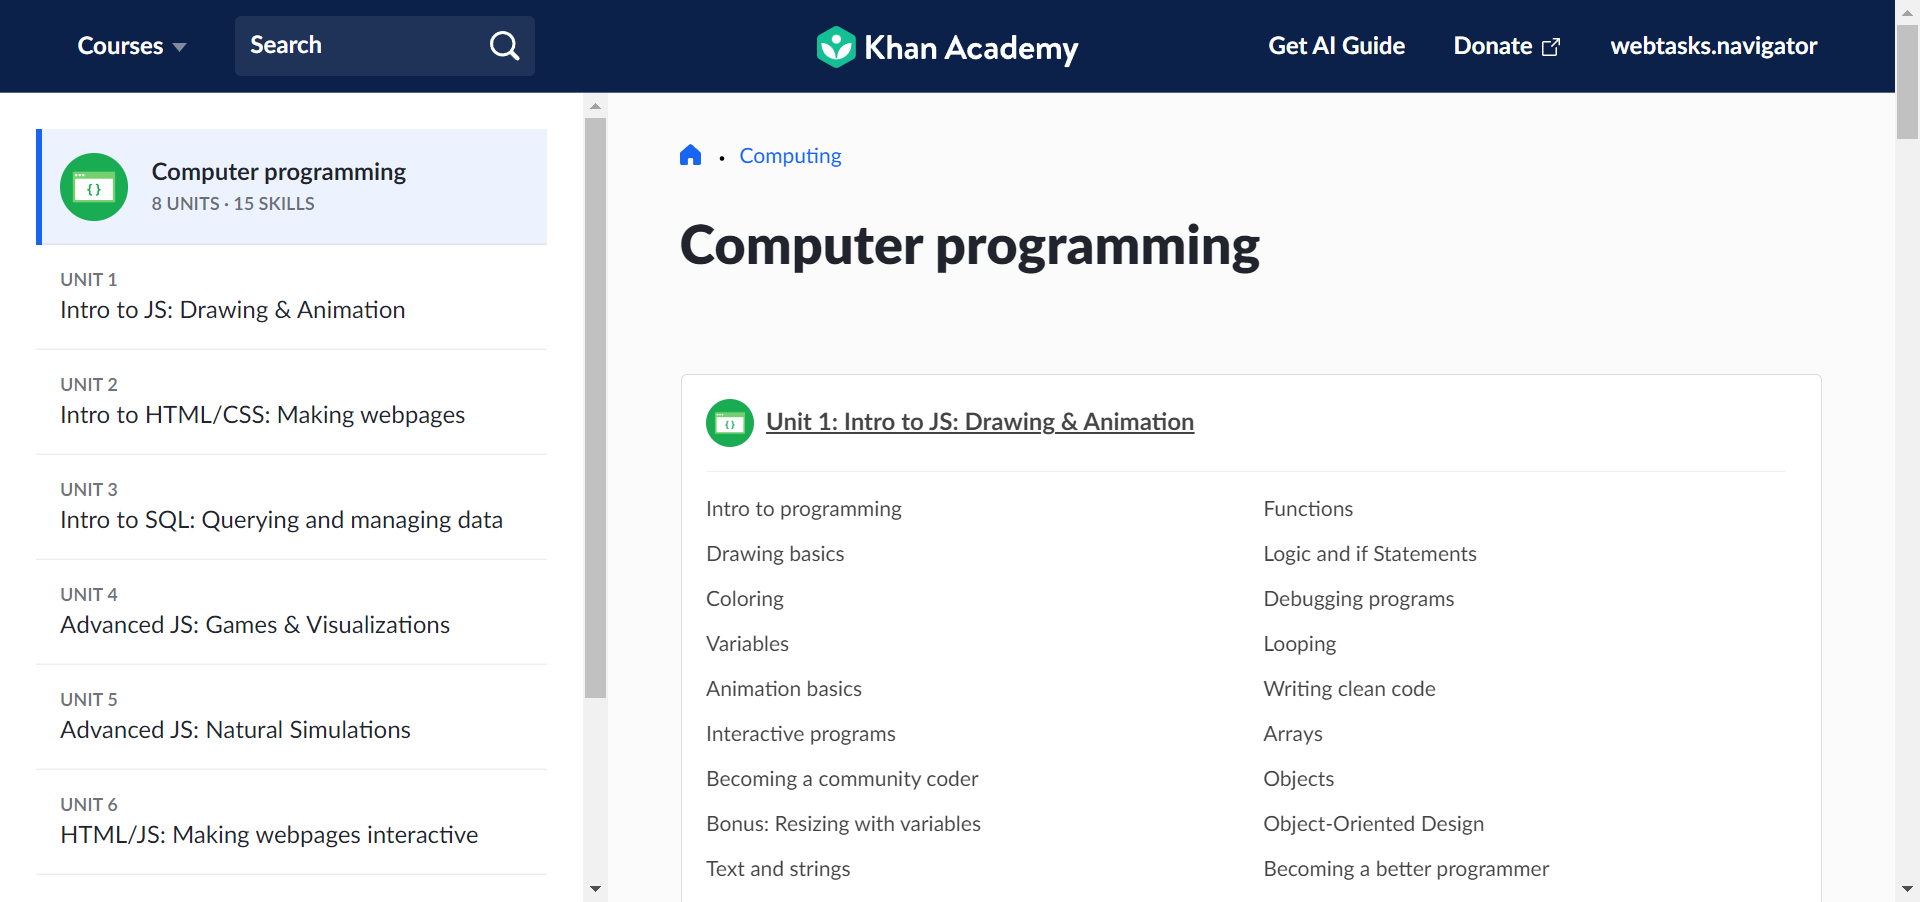 Courses
Search
Khan Academy
Get AI Guide
Donate
webtasks.navigator
Computer programming
8 UNITS · 15 SKILLS
UNIT 1
Intro to JS: Drawing & Animation
UNIT 2
Intro to HTML/CSS: Making webpages
UNIT 3
Intro to SQL: Querying and managing data
UNIT 4
Advanced JS: Games & Visualizations
UNIT 5
Advanced JS: Natural Simulations
UNIT 6
HTML/JS: Making webpages interactive
Computing
Computer programming
Unit 1: Intro to JS: Drawing & Animation
Intro to programming
Drawing basics
Coloring
Variables
Animation basics
Interactive programs
Becoming a community coder
Bonus: Resizing with variables
Text and strings
Functions
Logic and if Statements
Debugging programs
Looping
Writing clean code
Arrays
Objects
Object-Oriented Design
Becoming a better programmer